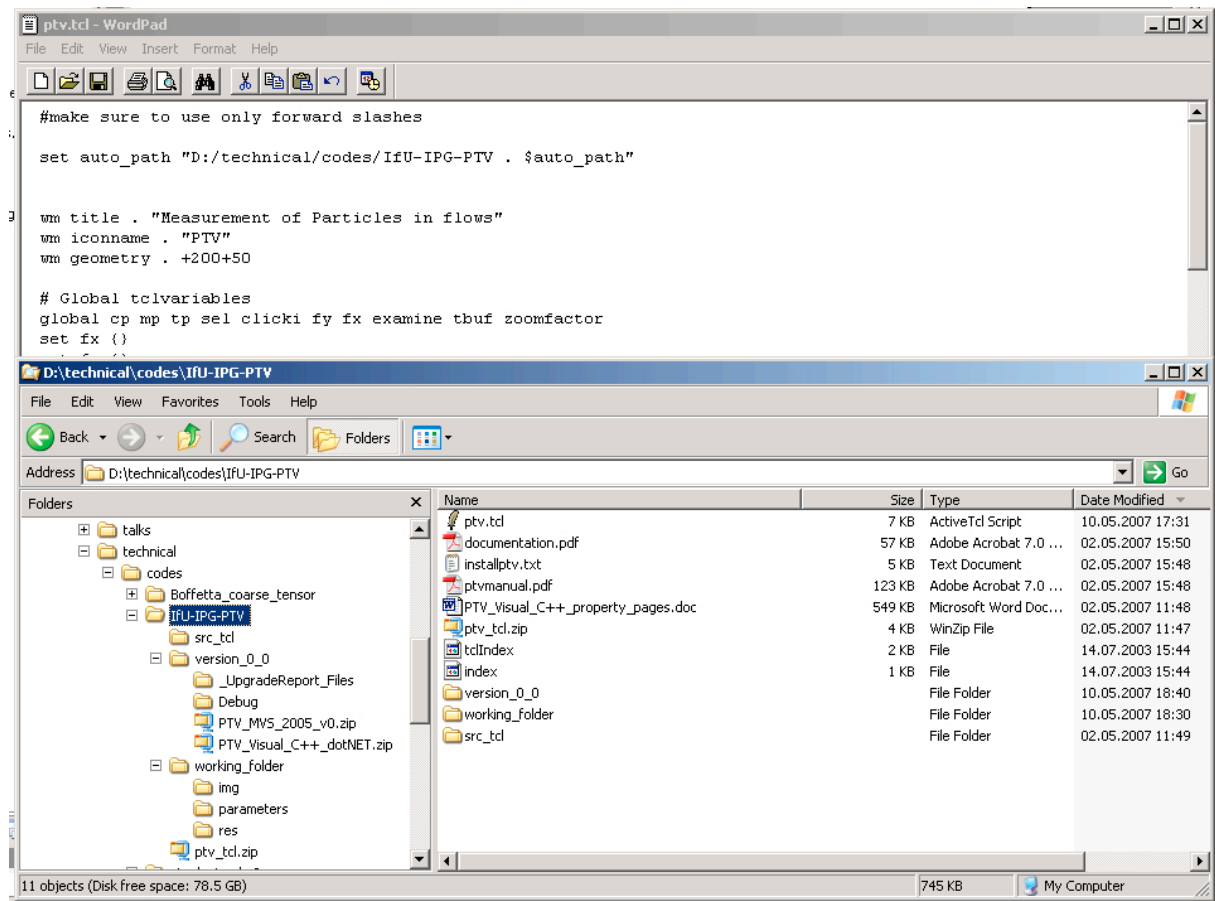 ptv.tcl - WordPad
File Edit View Insert Format Help
#make sure to use only forward slashes
set auto_path "D:/technical/codes/IfU-IPG-PTV . $auto_path"
wm title . "Measurement of Particles in flows"
wm iconname . "PTV"
wm geometry . +200+50
# Global tclvariables
global cp mp tp sel clicki fy fx examine tbuf zoomfactor
set fx {}
D:\technical\codes\IfU-IPG-PTV
File Edit View Favorites Tools Help
Back Search Folders
Address D:\technical\codes\IfU-IPG-PTV Go
Folders
talks
technical
codes
Boffetta_coarse_tensor
IfU-IPG-PTV
src_tcl
version_0_0
_UpgradeReport_Files
Debug
PTV_MVS_2005_v0.zip
PTV_Visual_C++_dotNET.zip
working_folder
img
parameters
res
ptv_tcl.zip
Name Size Type Date Modified
ptv.tcl 7 KB ActiveTcl Script 10.05.2007 17:31
documentation.pdf 57 KB Adobe Acrobat 7.0 ... 02.05.2007 15:50
installptv.txt 5 KB Text Document 02.05.2007 15:48
ptvmanual.pdf 123 KB Adobe Acrobat 7.0 ... 02.05.2007 15:48
PTV_Visual_C++_property_pages.doc 549 KB Microsoft Word Doc... 02.05.2007 11:48
ptv_tcl.zip 4 KB WinZip File 02.05.2007 11:47
tclIndex 2 KB File 14.07.2003 15:44
index 1 KB File 14.07.2003 15:44
version_0_0 File Folder 10.05.2007 18:40
working_folder File Folder 10.05.2007 18:30
src_tcl File Folder 02.05.2007 11:49
11 objects (Disk free space: 78.5 GB) 745 KB My Computer